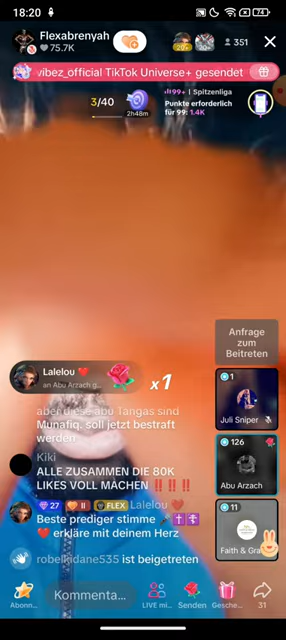 18:20
74
Flexabrenyah
75.7K
20+
20+
351
vibez_official TikTok Universe+ gesendet
3/40
2h48m
99+ | Spitzenliga
Punkte erforderlich
für 99: 1.4K
Anfrage
zum
Beitreten
Lalelou ❤️
an Abu Arzach g...
x1
1
Juli Sniper
aber diese abu Tangas sind
Munafiq. soll jetzt bestraft
werden
Kiki
ALLE ZUSAMMEN DIE 80K
LIKES VOLL MACHEN ‼️‼️‼️
126
Abu Arzach
27 II FLEX Lalelou ❤️
Beste prediger stimme 🎤✝️☦️
❤️ erkläre mit deinem Herz
11
Faith & Gra...
robelkidane535 ist beigetreten
Kommenta...
Abonn...
LIVE mi...
Senden
Gesche...
31